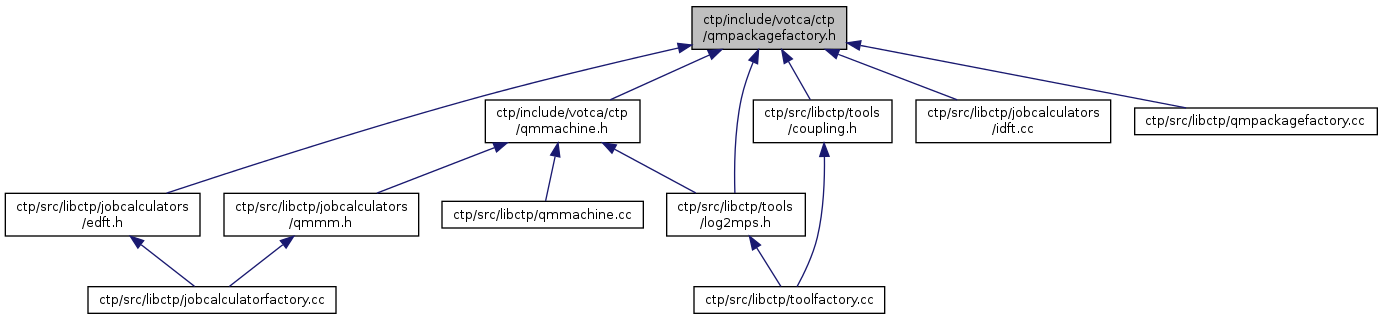 ctp/include/votca/ctp
/qmpackagefactory.h
ctp/include/votca/ctp
/qmmachine.h
ctp/src/libctp/tools
/coupling.h
ctp/src/libctp/jobcalculators
/idft.cc
ctp/src/libctp/qmpackagefactory.cc
ctp/src/libctp/jobcalculators
/edft.h
ctp/src/libctp/jobcalculators
/qmmm.h
ctp/src/libctp/qmmachine.cc
ctp/src/libctp/tools
/log2mps.h
ctp/src/libctp/jobcalculatorfactory.cc
ctp/src/libctp/toolfactory.cc